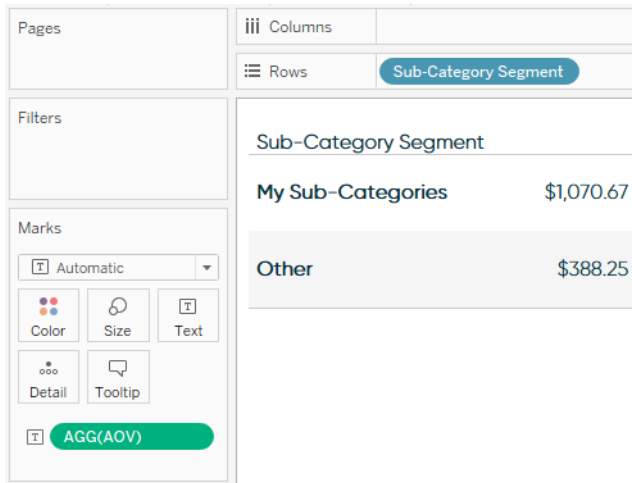 Pages
Columns
Rows
Sub-Category Segment
Filters
Sub-Category Segment
My Sub-Categories $1,070.67
Other $388.25
Marks
T Automatic
Color Size T Text
Detail Tooltip
T AGG(AOV)